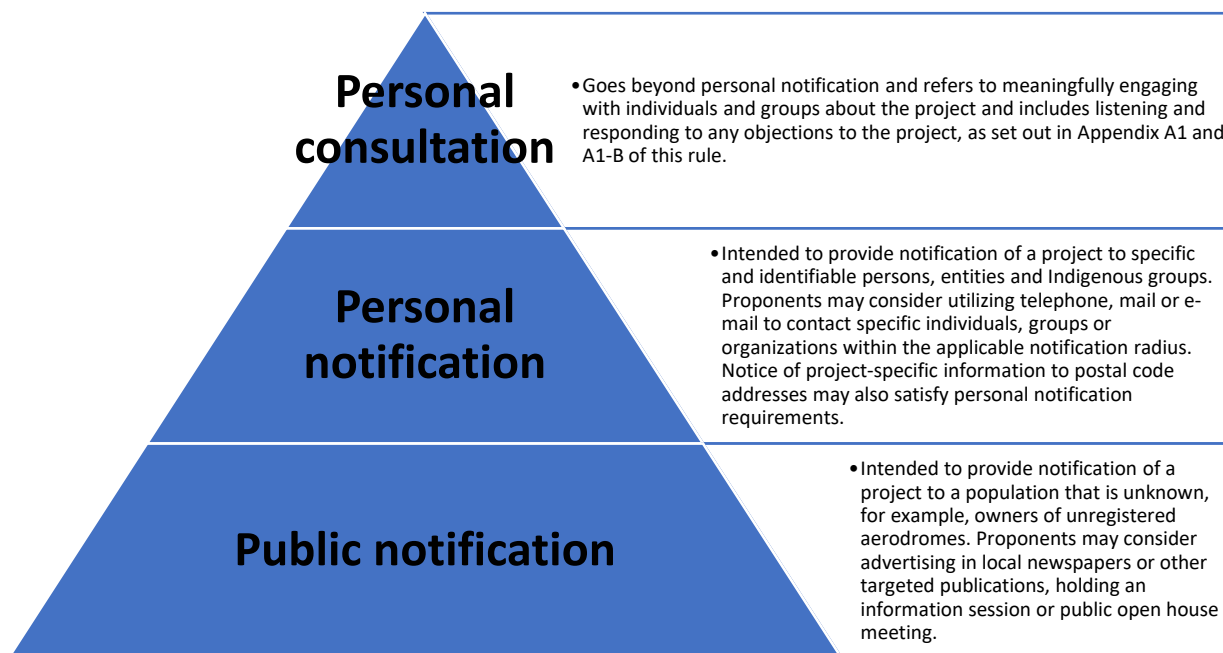 Personal
consultation
•Goes beyond personal notification and refers to meaningfully engaging
with individuals and groups about the project and includes listening and
responding to any objections to the project, as set out in Appendix A1 and
A1-B of this rule.
Personal
notification
•Intended to provide notification of a project to specific
and identifiable persons, entities and Indigenous groups.
Proponents may consider utilizing telephone, mail or e-
mail to contact specific individuals, groups or
organizations within the applicable notification radius.
Notice of project-specific information to postal code
addresses may also satisfy personal notification
requirements.
Public notification
•Intended to provide notification of a
project to a population that is unknown,
for example, owners of unregistered
aerodromes. Proponents may consider
advertising in local newspapers or other
targeted publications, holding an
information session or public open house
meeting.